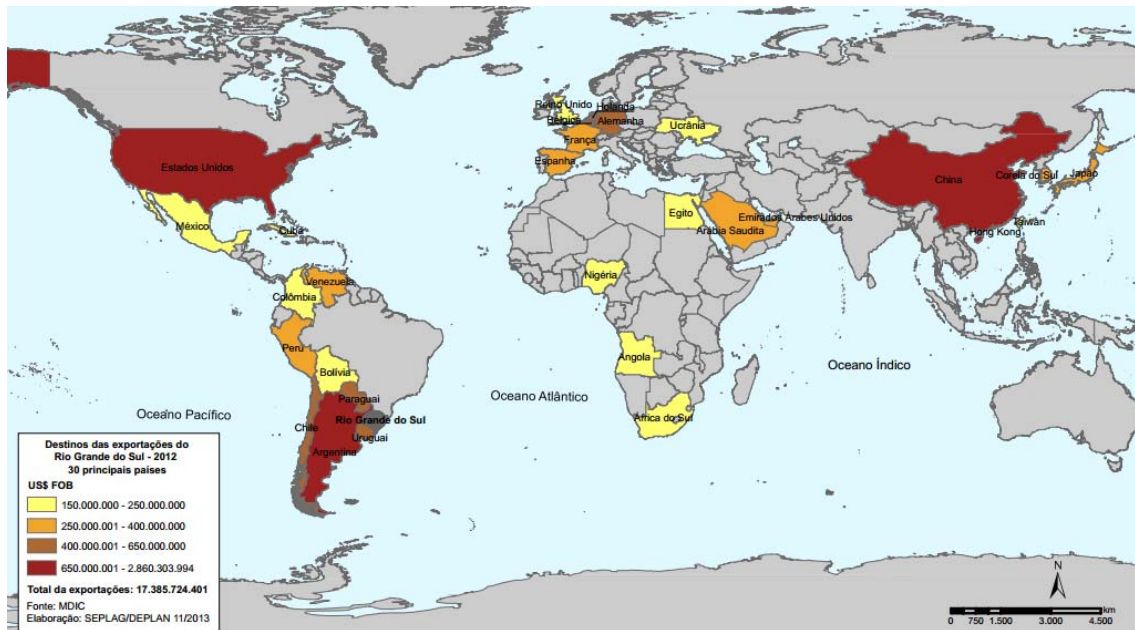 Reino Unido
Holanda
Bélgica
Alemanha
Ucrânia
França
Espanha
Estados Unidos
China
Coreia do Sul
Japão
México
Cuba
Egito
Emirados Árabes Unidos
Arábia Saudita
Taiwan
Hong Kong
Venezuela
Colômbia
Nigéria
Peru
Bolívia
Angola
Oceano Índico
Oceano Pacífico
Oceano Atlântico
Paraguai
Rio Grande do Sul
África do Sul
Chile
Uruguai
Argentina
Destinos das exportações do
Rio Grande do Sul - 2012
30 principais países
US$ FOB
150.000.000 - 250.000.000
250.000.001 - 400.000.000
400.000.001 - 650.000.000
650.000.001 - 2.860.303.994
Total da exportações: 17.385.724.401
Fonte: MDIC
Elaboração: SEPLAG/DEPLAN 11/2013
N
km
0 750 1.500 3.000 4.500